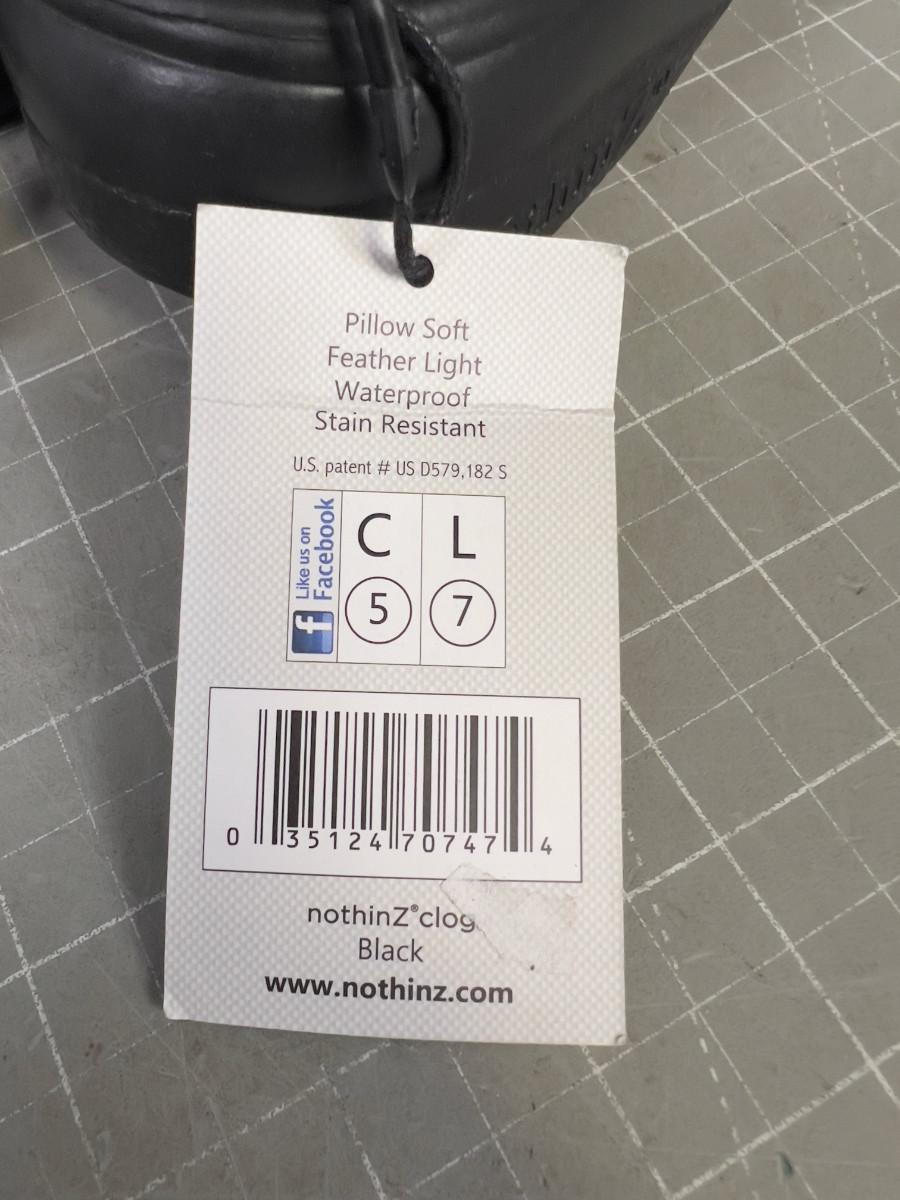 Pillow Soft
Feather Light
Waterproof
Stain Resistant
U.S. patent # US D579,182 S
Like us on
Facebook
f
C L
5 7
0 35124 70747 4
nothinZ®
Black
www.nothinz.com